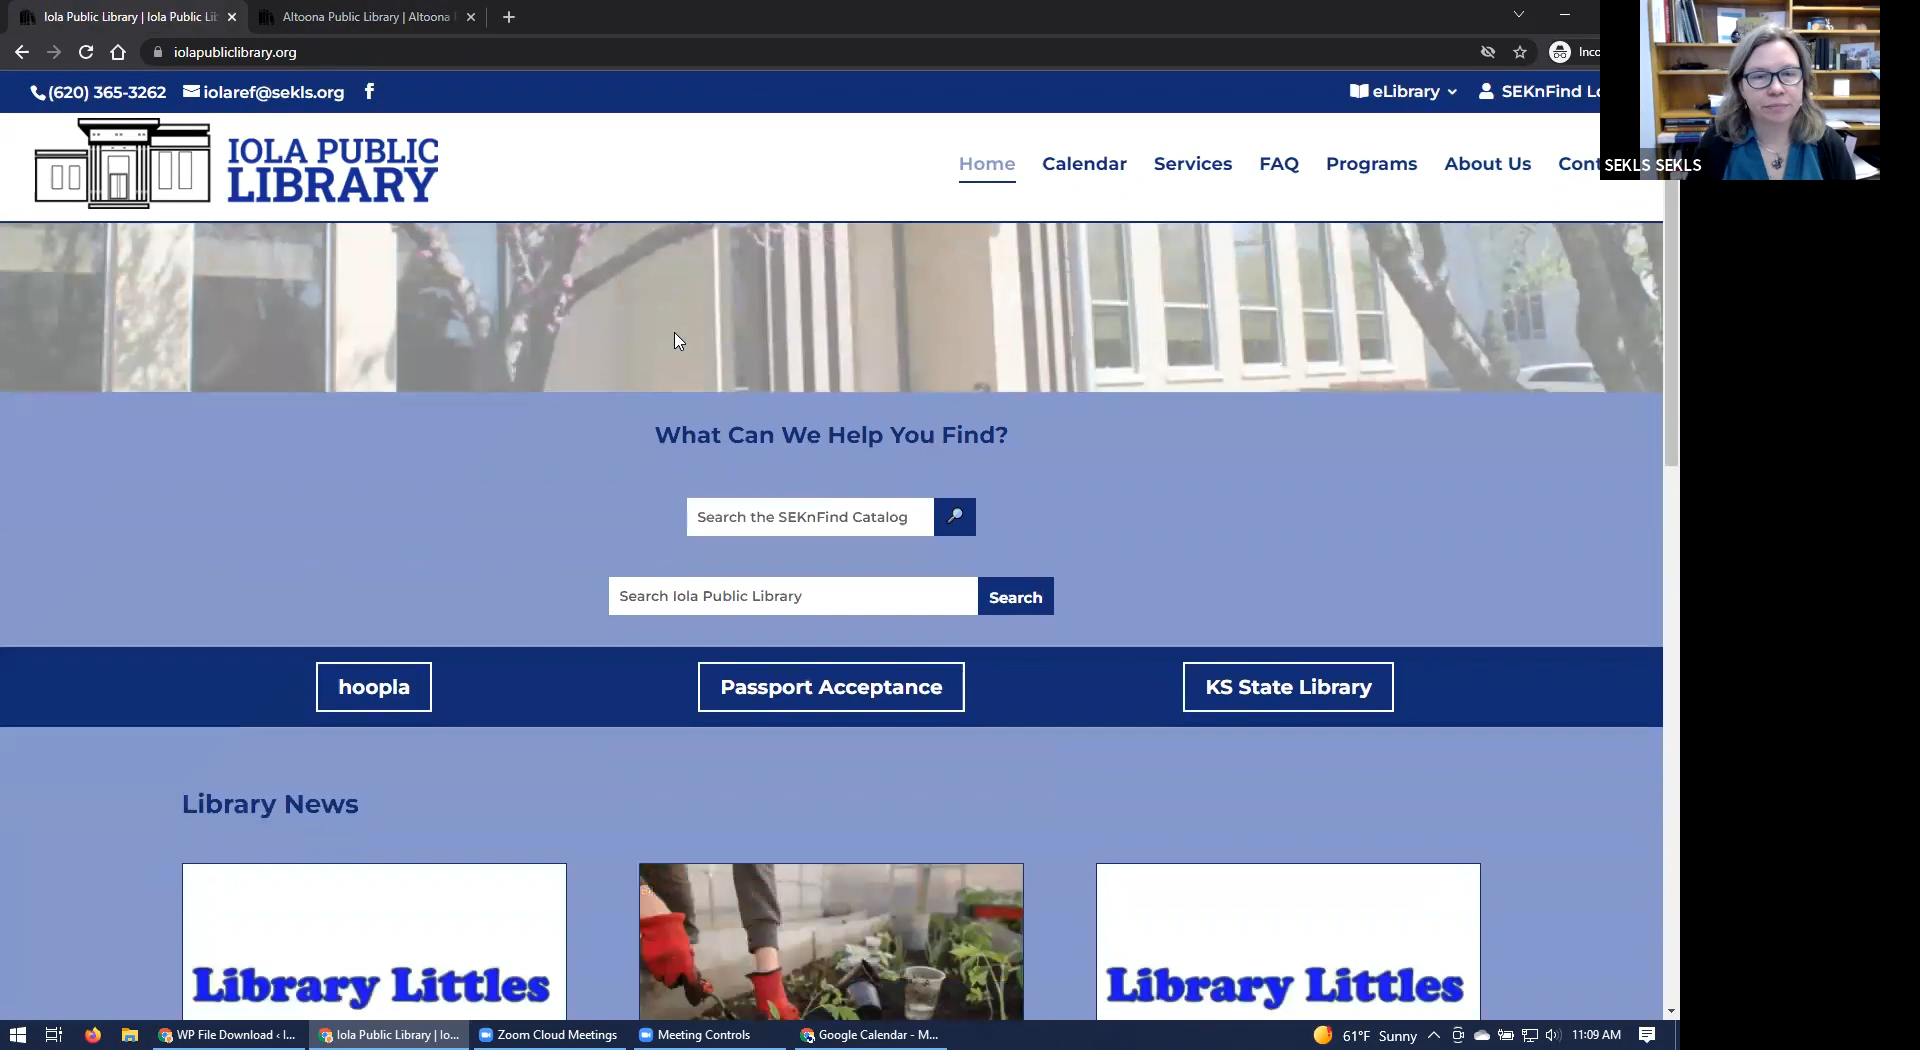 Iola Public Library | Iola Public Lib
Altoona Public Library | Altoona
iolapubliclibrary.org
Inco
(620) 365-3262
iolaref@sekls.org
eLibrary
SEKnFind Lo
SEKLS SEKLS
IOLA PUBLIC
LIBRARY
Home
Calendar
Services
FAQ
Programs
About Us
Cont
What Can We Help You Find?
Search the SEKnFind Catalog
Search Iola Public Library
Search
hoopla
Passport Acceptance
KS State Library
Library News
Library Littles
Library Littles
WP File Download ‹ I...
Iola Public Library | Io...
Zoom Cloud Meetings
Meeting Controls
Google Calendar - M...
61°F Sunny
11:09 AM